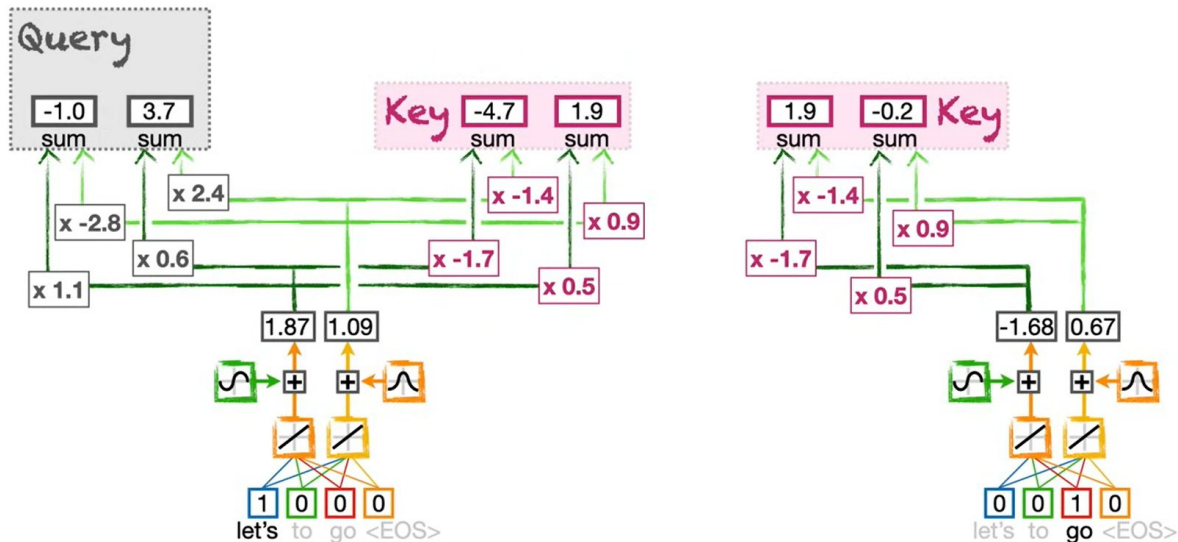 Query
-1.0 3.7
sum sum
Key -4.7 1.9
sum sum
1.9 -0.2 Key
sum sum
x 2.4
x -2.8
x 0.6
x 1.1
x -1.4
x 0.9
x -1.7
x 0.5
x -1.4
x 0.9
x -1.7
x 0.5
1.87 1.09
-1.68 0.67
+ +
+ +
1 0 0 0
let's to go <EOS>
0 0 1 0
let's to go <EOS>